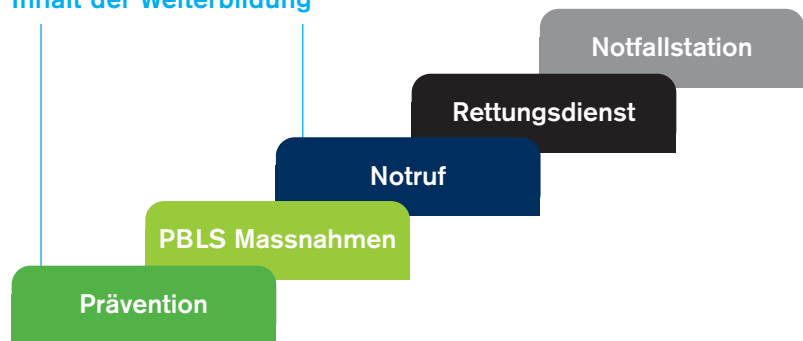 Inhalt der Weiterbildung
Notfallstation
Rettungsdienst
Notruf
PBLS Massnahmen
Prävention